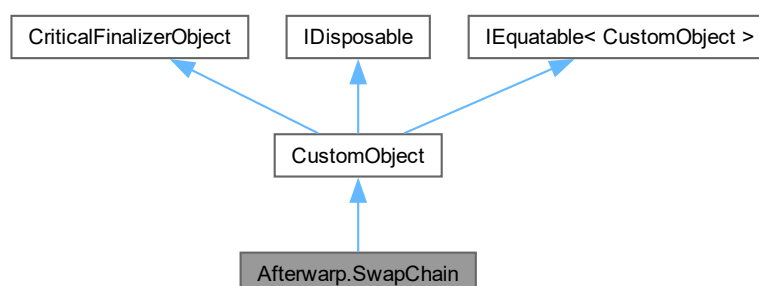 CriticalFinalizerObject
IDisposable
IEquatable< CustomObject >
CustomObject
Afterwarp.SwapChain